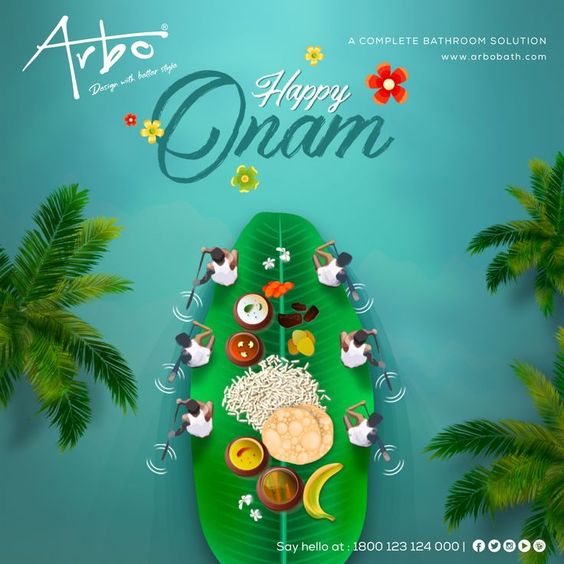 Arbo®
Design with better style
A COMPLETE BATHROOM SOLUTION
www.arbobath.com
Happy
Onam
Say hello at : 1800 123 124 000 |